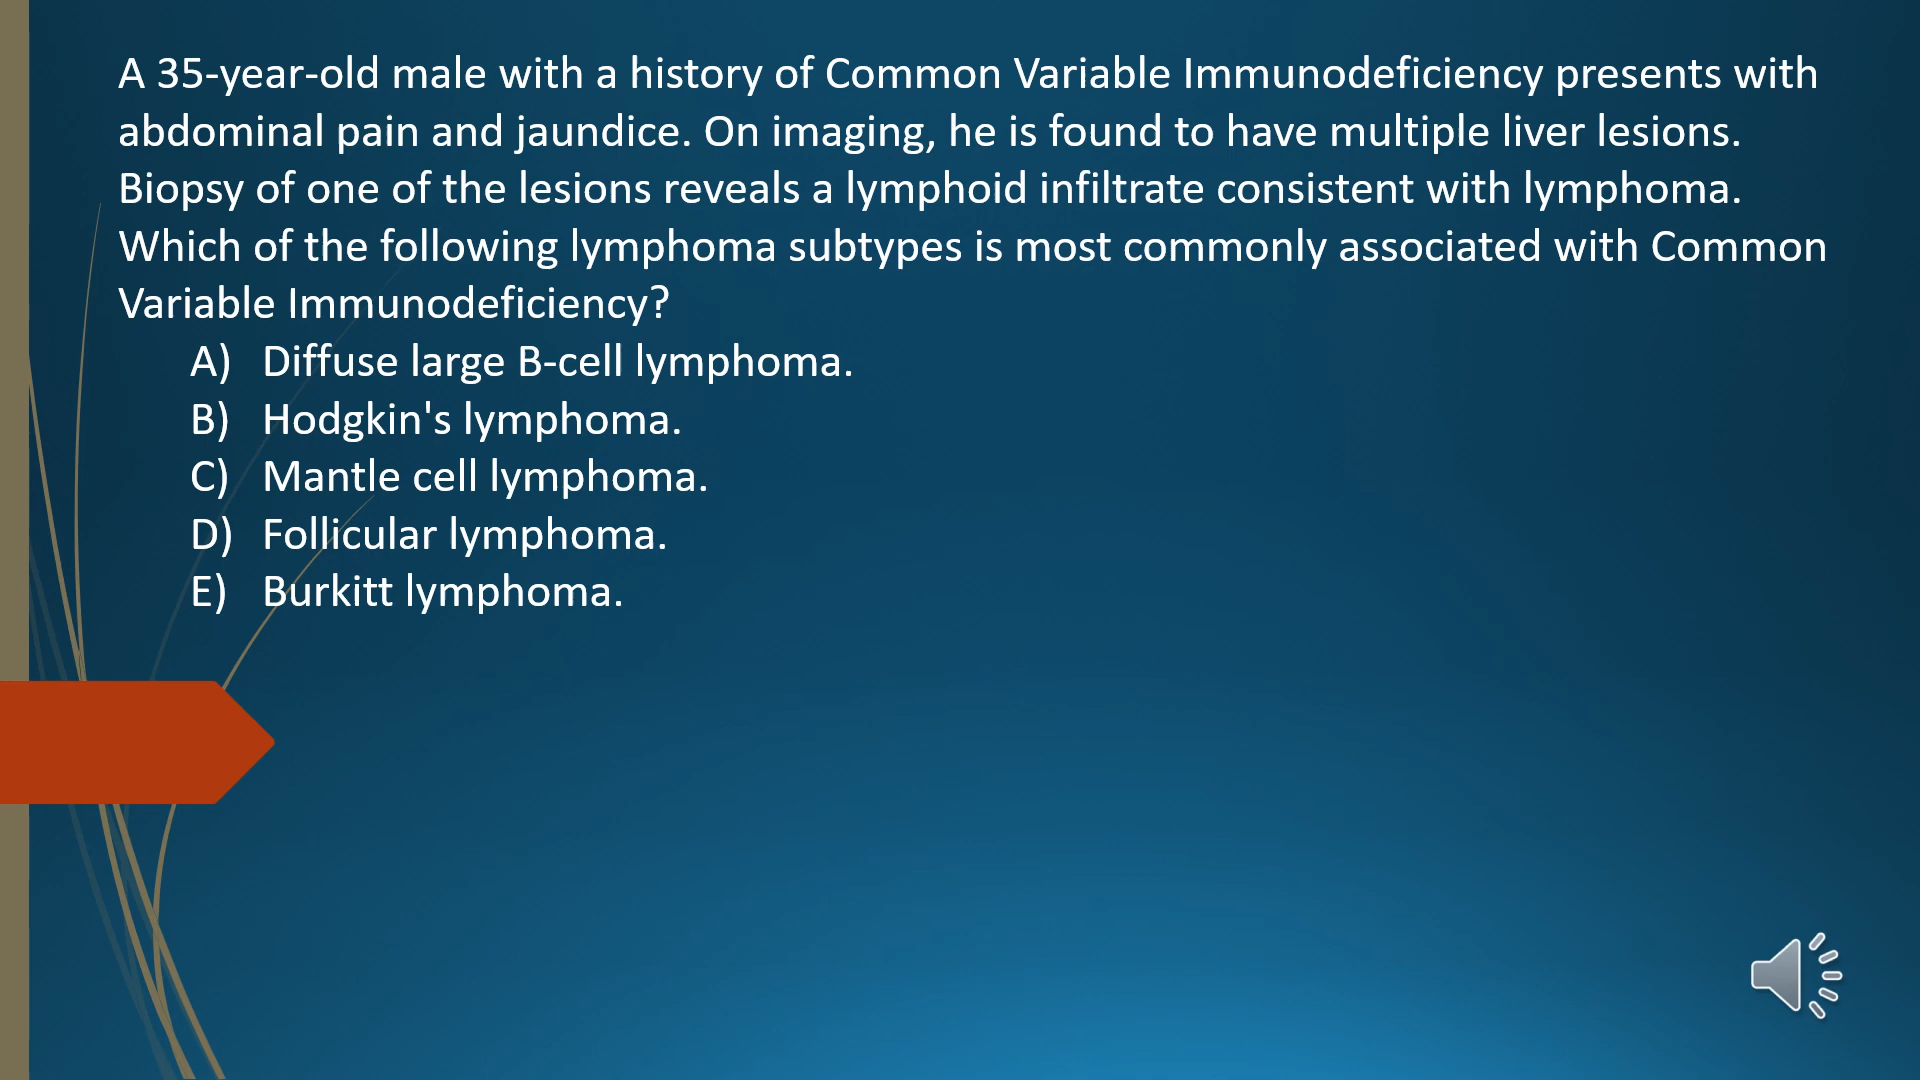 A 35-year-old male with a history of Common Variable Immunodeficiency presents with
abdominal pain and jaundice. On imaging, he is found to have multiple liver lesions.
Biopsy of one of the lesions reveals a lymphoid infiltrate consistent with lymphoma.
Which of the following lymphoma subtypes is most commonly associated with Common
Variable Immunodeficiency?
A) Diffuse large B-cell lymphoma.
B) Hodgkin's lymphoma.
C) Mantle cell lymphoma.
D) Follicular lymphoma.
E) Burkitt lymphoma.